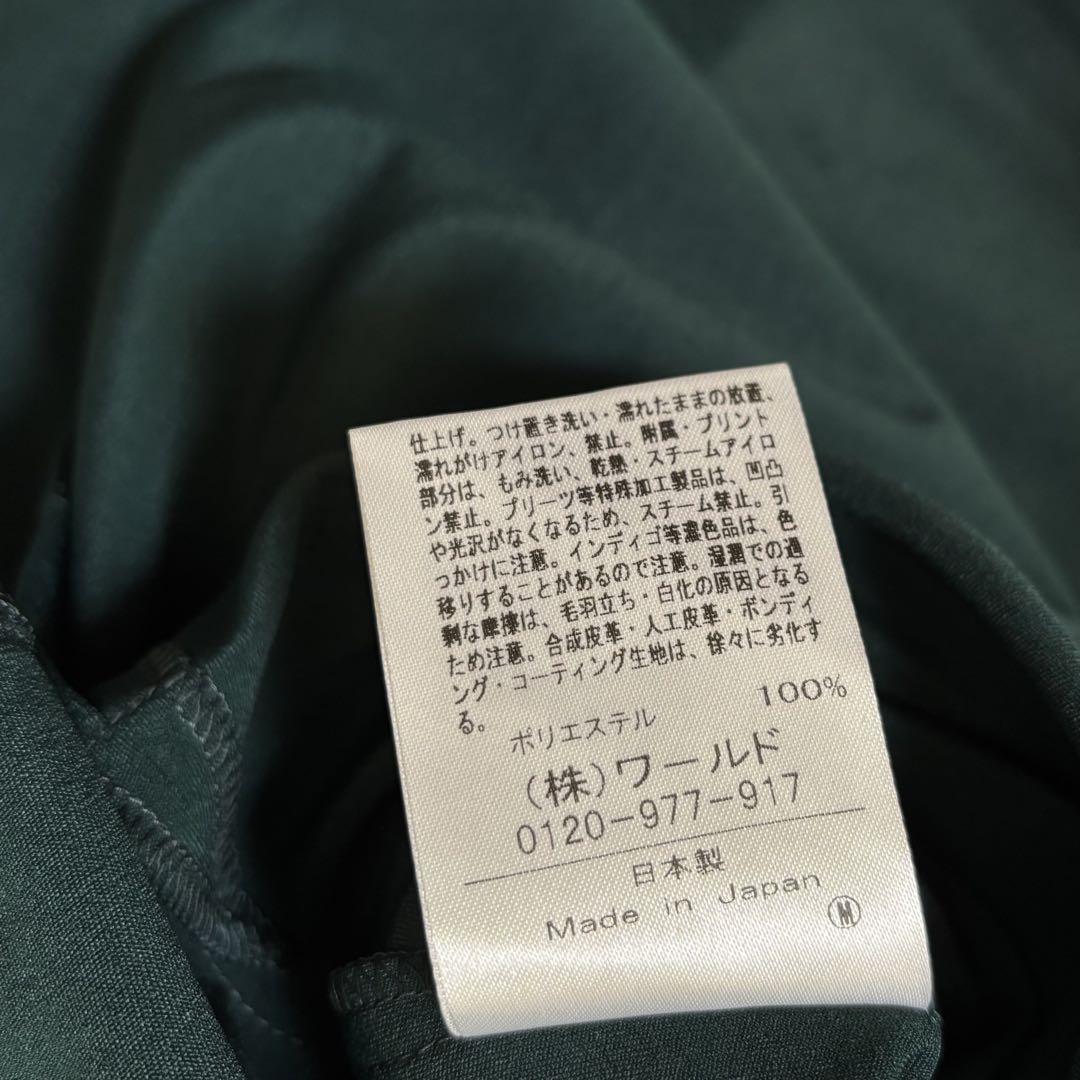 仕上げ。つけ置き洗い・濡れたままの放置、
濡れがけアイロン、禁止。附属・プリント
部分は、もみ洗い、乾熱・スチームアイロ
ン禁止。プリーツ等特殊加工製品は、凹凸
や光沢がなくなるため、スチーム禁止。引
っかけに注意。インディゴ等濃色品は、色
移りすることがあるので注意。湿潤での過
剰な摩擦は、毛羽立ち・白化の原因となる
ため注意。合成皮革・人工皮革・ボンディ
ング・コーティング生地は、徐々に劣化す
る。
ポリエステル 100%
(株)ワールド
0120-977-917
日本製
Made in Japan
M